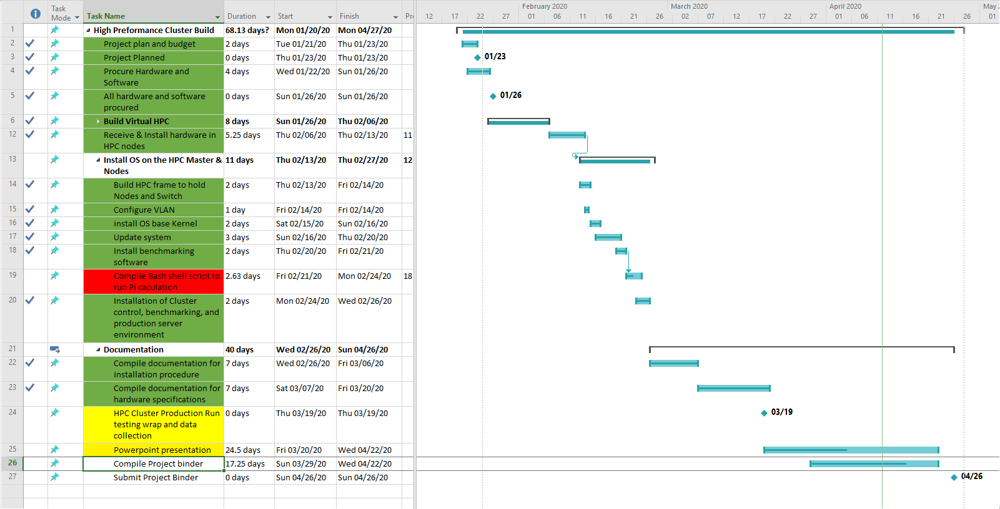 Task Mode Task Name Duration Start Finish Pr
February 2020 March 2020 April 2020 May
12 17 22 01 06 11 16 21 26 02 07 12 17 22 27 01 06 11 16 21 26 01
1 High Preformance Cluster Build 68.13 days? Mon 01/20/20 Mon 04/27/20
2 Project plan and budget 2 days Tue 01/21/20 Thu 01/23/20
3 Project Planned 0 days Thu 01/23/20 Thu 01/23/20 01/23
4 Procure Hardware and 4 days Wed 01/22/20 Sun 01/26/20
Software
5 All hardware and software 0 days Sun 01/26/20 Sun 01/26/20 01/26
procured
6 Build Virtual HPC 8 days Sun 01/26/20 Thu 02/06/20
12 Receive & Install hardware in 5.25 days Thu 02/06/20 Thu 02/13/20 11
HPC nodes
13 Install OS on the HPC Master & 11 days Thu 02/13/20 Thu 02/27/20 12
Nodes
14 Build HPC frame to hold 2 days Thu 02/13/20 Fri 02/14/20
Nodes and Switch
15 Configure VLAN 1 day Fri 02/14/20 Fri 02/14/20
16 install OS base Kernel 2 days Sat 02/15/20 Sun 02/16/20
17 Update system 3 days Sun 02/16/20 Thu 02/20/20
18 Install benchmarking 2 days Thu 02/20/20 Fri 02/21/20
software
19 Complie Bash shell script to 2.63 days Fri 02/21/20 Mon 02/24/20 18
run Pi caculation
20 Installation of Cluster 2 days Mon 02/24/20 Wed 02/26/20
control, benchmarking, and
production server
environment
21 Documentation 40 days Wed 02/26/20 Sun 04/26/20
22 Compile documentation for 7 days Wed 02/26/20 Fri 03/06/20
installation procedure
23 Compile documentation for 7 days Sat 03/07/20 Fri 03/20/20
hardware specifications
24 HPC Cluster Production Run 0 days Thu 03/19/20 Thu 03/19/20 03/19
testing wrap and data
collection
25 Powerpoint presentation 24.5 days Fri 03/20/20 Wed 04/22/20
26 Compile Project binder 17.25 days Sun 03/29/20 Wed 04/22/20
27 Submit Project Binder 0 days Sun 04/26/20 Sun 04/26/20 04/26